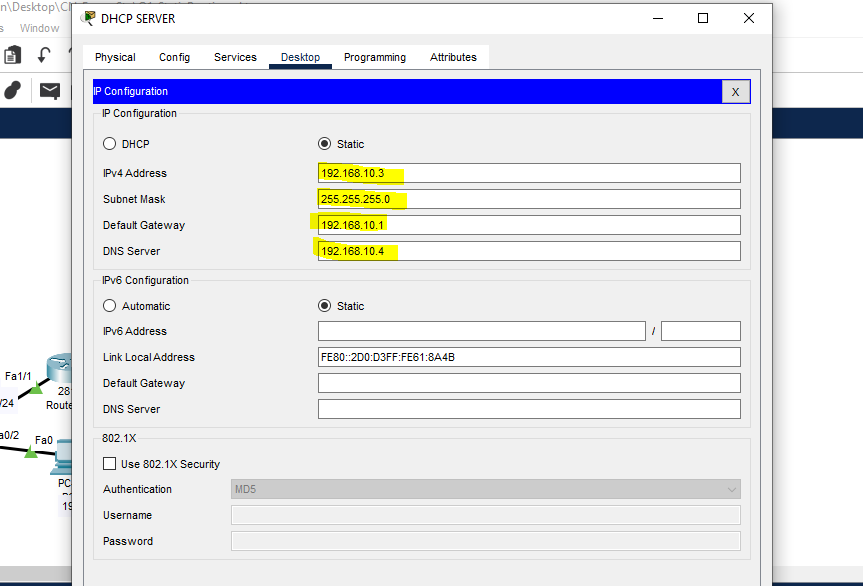 n\Desktop\C
DHCP SERVER
s Window
Physical Config Services Desktop Programming Attributes
IP Configuration X
IP Configuration
DHCP Static
IPv4 Address 192.168.10.3
Subnet Mask 255.255.255.0
Default Gateway 192.168.10.1
DNS Server 192.168.10.4
IPv6 Configuration
Automatic Static
IPv6 Address /
Link Local Address FE80::2D0:D3FF:FE61:8A4B
Default Gateway
DNS Server
802.1X
Use 802.1X Security
Authentication MD5
Username
Password
Fa1/1
28
/24 Route
a0/2 Fa0
PC
19